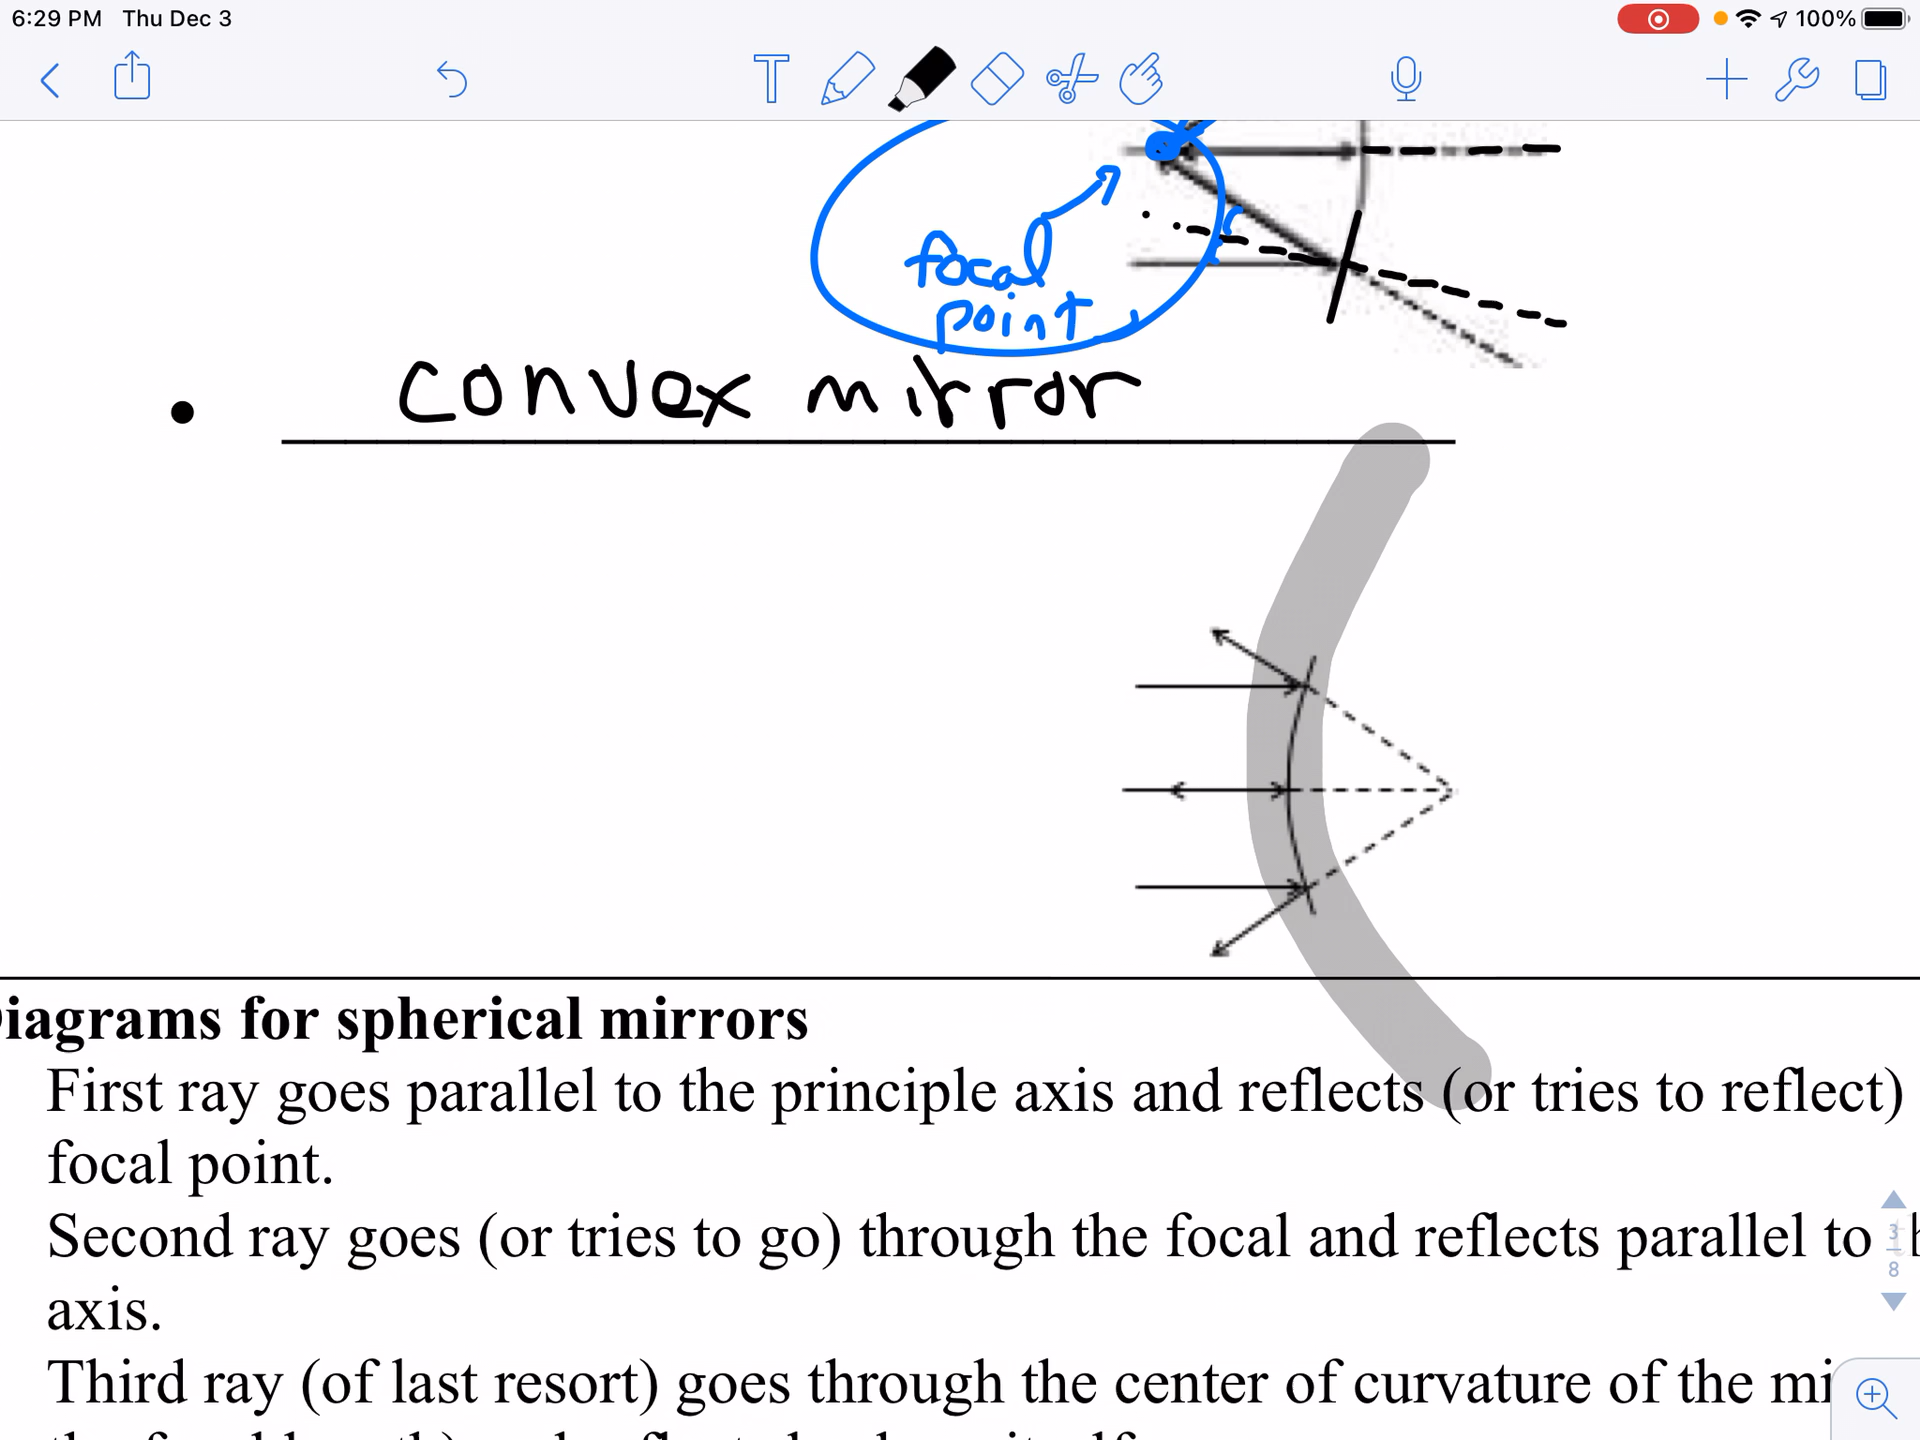 6:29 PM Thu Dec 3
100%
T
focal
point
convex mirror
Diagrams for spherical mirrors
First ray goes parallel to the principle axis and reflects (or tries to reflect)
focal point.
Second ray goes (or tries to go) through the focal and reflects parallel to
3
8
axis.
Third ray (of last resort) goes through the center of curvature of the